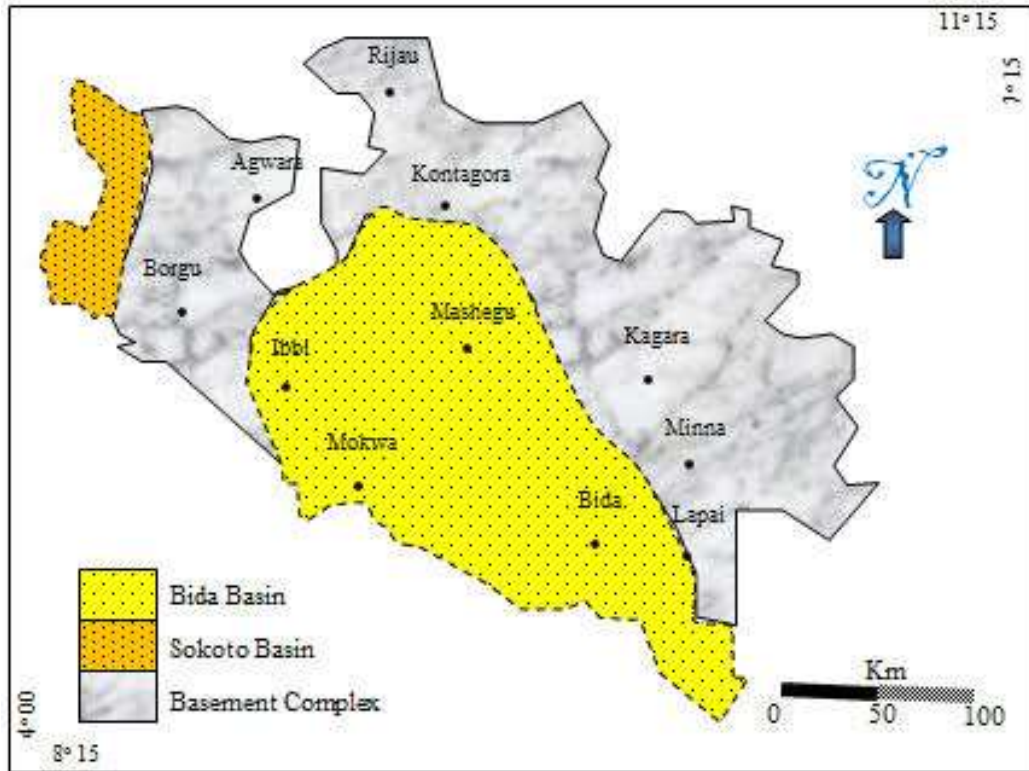 11° 15
7° 15
Rijau
Agwara
Kontagora
N
Borgu
Mashegu
Kagara
Ibbi
Mokwa
Minna
Bida
Lapai
Bida Basin
Sokoto Basin
Basement Complex
Km
0 50 100
4°00
8° 15